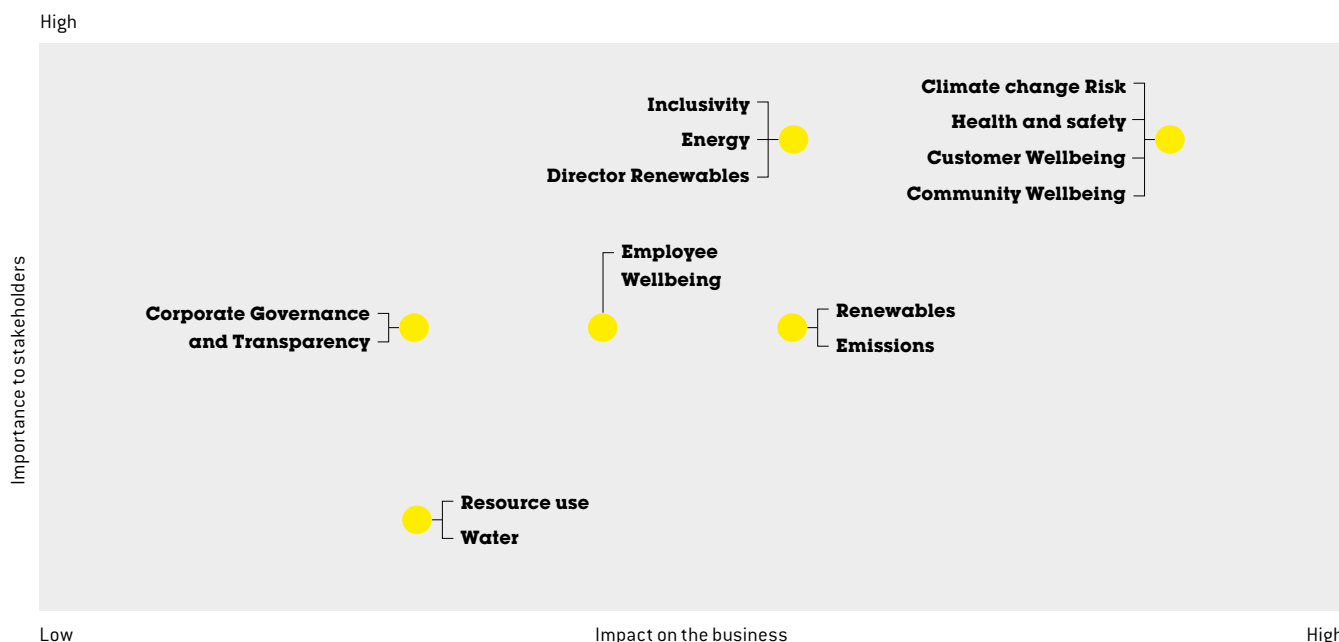 High
Inclusivity
Energy
Director Renewables
Climate change Risk
Health and safety
Customer Wellbeing
Community Wellbeing
Employee
Wellbeing
Corporate Governance
and Transparency
Renewables
Emissions
Resource use
Water
Importance to stakeholders
Low
Impact on the business
High